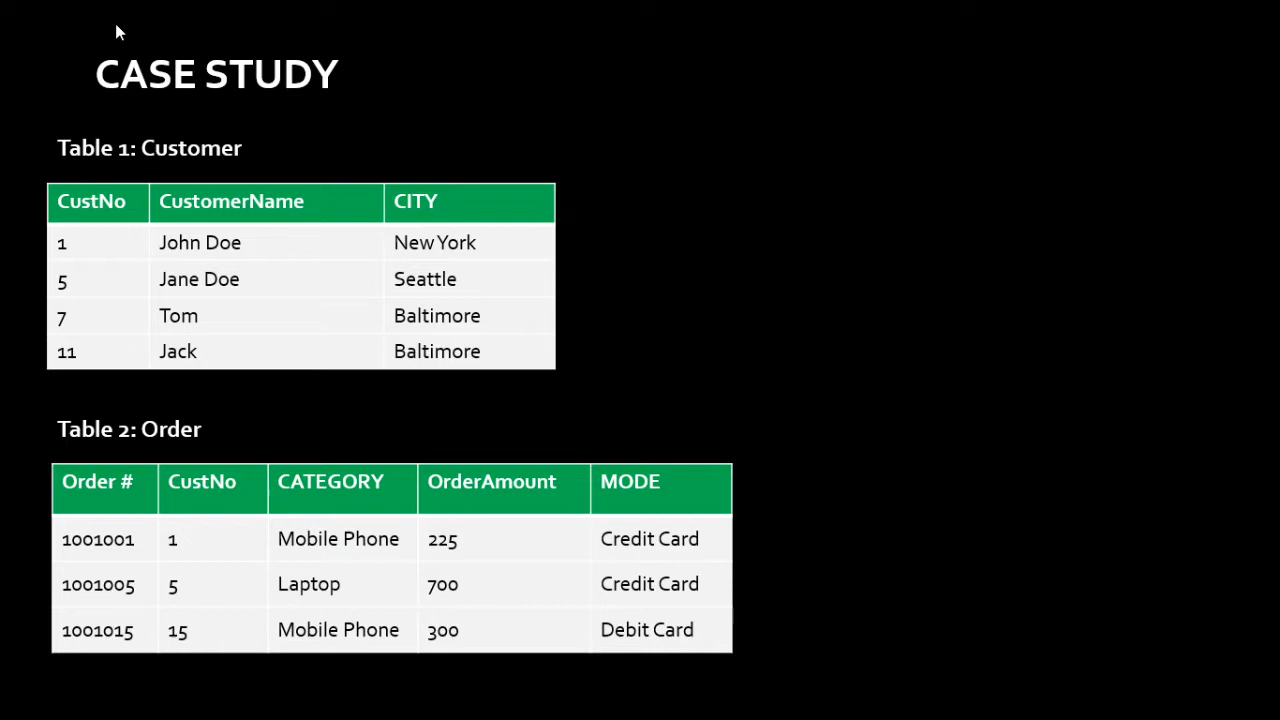 CASE STUDY
Table 1: Customer
CustNo CustomerName CITY
1 John Doe New York
5 Jane Doe Seattle
7 Tom Baltimore
11 Jack Baltimore
Table 2: Order
Order # CustNo CATEGORY OrderAmount MODE
1001001 1 Mobile Phone 225 Credit Card
1001005 5 Laptop 700 Credit Card
1001015 15 Mobile Phone 300 Debit Card